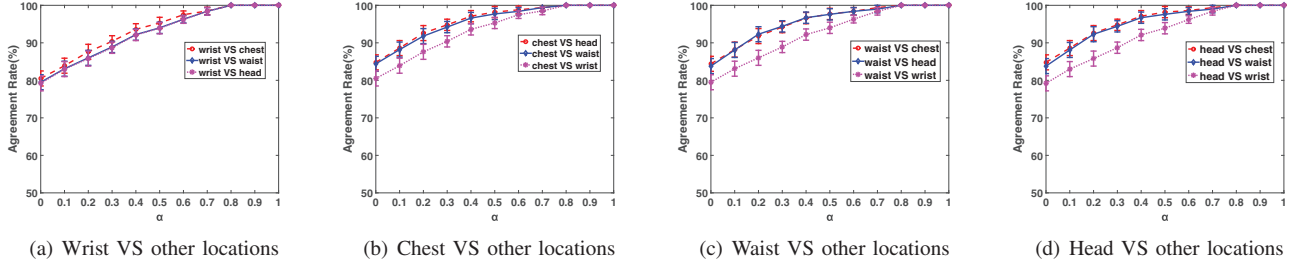 100
90
80
70
60
50
Agreement Rate(%)
wrist VS chest
wrist VS waist
wrist VS head
0 0.1 0.2 0.3 0.4 0.5 0.6 0.7 0.8 0.9 1
α
(a) Wrist VS other locations
100
90
80
70
60
50
Agreement Rate(%)
chest VS head
chest VS waist
chest VS wrist
0 0.1 0.2 0.3 0.4 0.5 0.6 0.7 0.8 0.9 1
α
(b) Chest VS other locations
100
90
80
70
60
50
Agreement Rate(%)
waist VS chest
waist VS head
waist VS wrist
0 0.1 0.2 0.3 0.4 0.5 0.6 0.7 0.8 0.9 1
α
(c) Waist VS other locations
100
90
80
70
60
50
Agreement Rate(%)
head VS chest
head VS waist
head VS wrist
0 0.1 0.2 0.3 0.4 0.5 0.6 0.7 0.8 0.9 1
α
(d) Head VS other locations